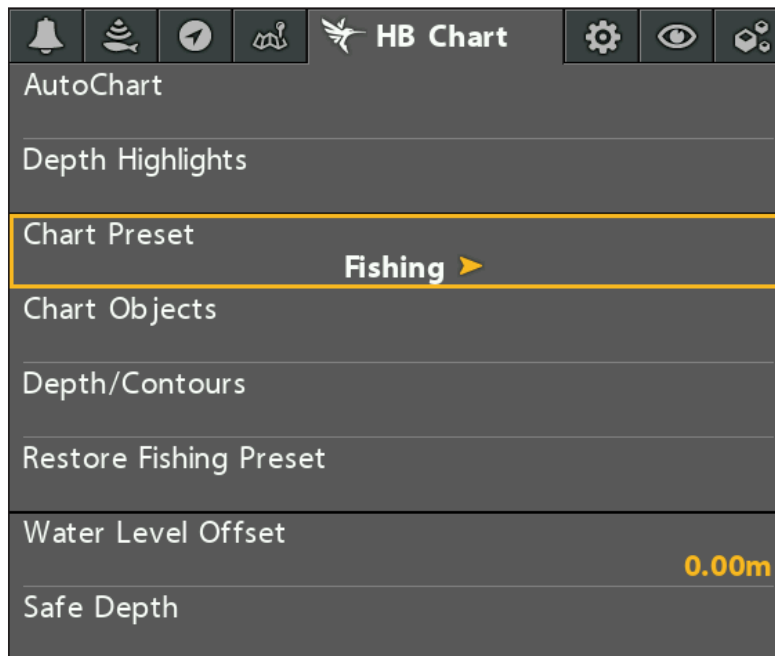 HB Chart
AutoChart
Depth Highlights
Chart Preset
Fishing
Chart Objects
Depth/Contours
Restore Fishing Preset
Water Level Offset
0.00m
Safe Depth